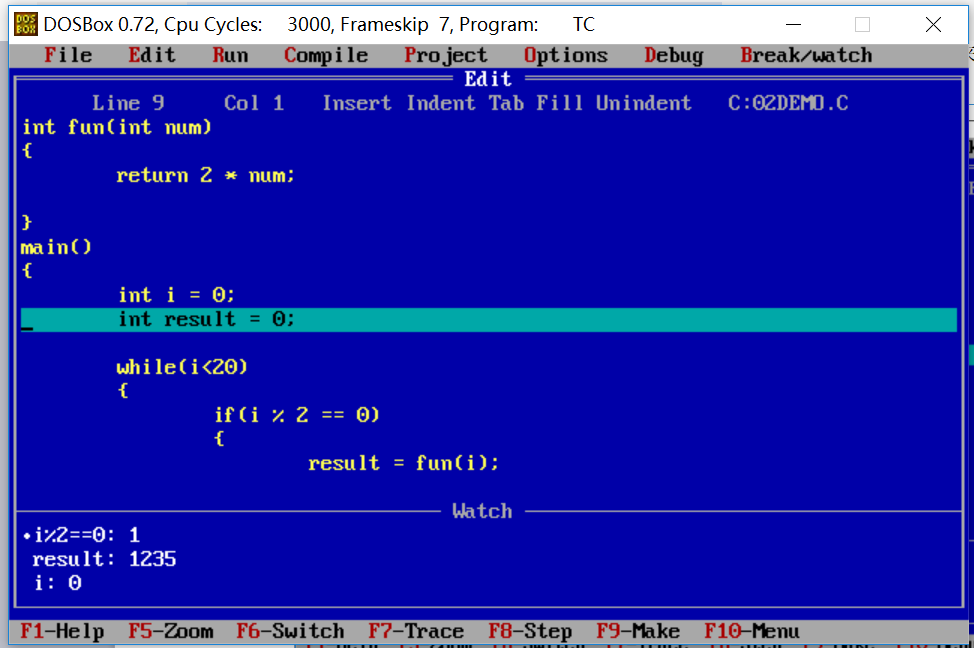 DOSBox 0.72, Cpu Cycles: 3000, Frameskip 7, Program: TC
File Edit Run Compile Project Options Debug Break/watch
Edit
Line 9 Col 1 Insert Indent Tab Fill Unindent C:02DEMO.C
int fun(int num)
{
return 2 * num;
}
main()
{
int i = 0;
int result = 0;
while(i<20)
{
if(i % 2 == 0)
{
result = fun(i);
Watch
•i%2==0: 1
result: 1235
i: 0
F1-Help F5-Zoom F6-Switch F7-Trace F8-Step F9-Make F10-Menu